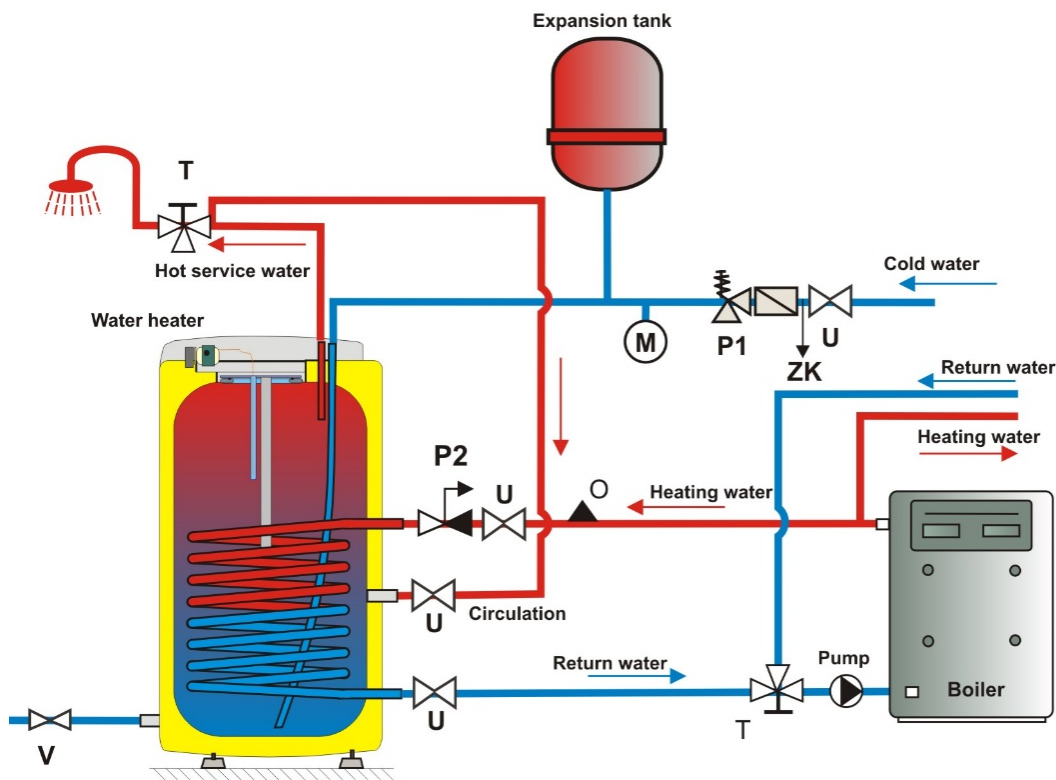 Expansion tank
T
Hot service water
Cold water
Water heater
M
P1
U
ZK
Return water
Heating water
P2
U
O
Heating water
U
Circulation
Return water
Pump
U
T
Boiler
V